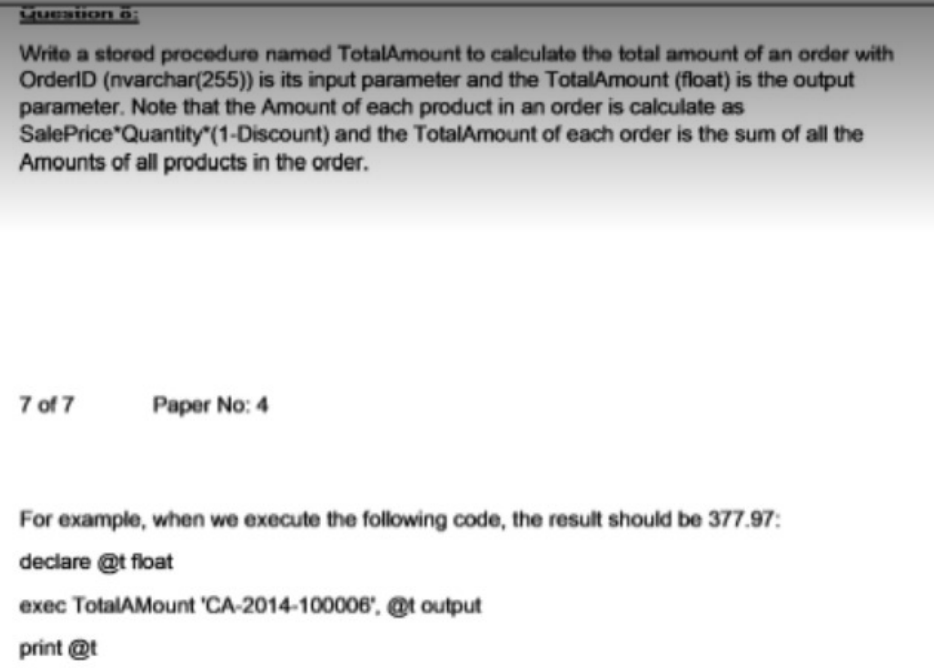 Question 8:
Write a stored procedure named TotalAmount to calculate the total amount of an order with
OrderID (nvarchar(255)) is its input parameter and the TotalAmount (float) is the output
parameter. Note that the Amount of each product in an order is calculate as
SalePrice*Quantity*(1-Discount) and the TotalAmount of each order is the sum of all the
Amounts of all products in the order.
7 of 7 Paper No: 4
For example, when we execute the following code, the result should be 377.97:
declare @t float
exec TotalAMount 'CA-2014-100006', @t output
print @t